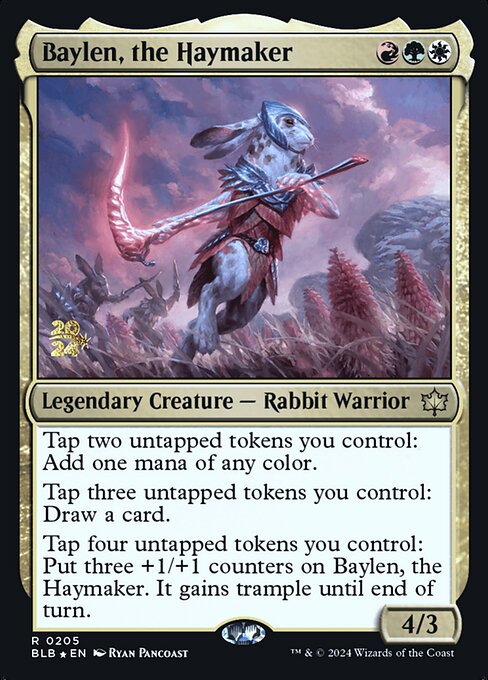 Baylen, the Haymaker
2024
Legendary Creature — Rabbit Warrior
Tap two untapped tokens you control:
Add one mana of any color.
Tap three untapped tokens you control:
Draw a card.
Tap four untapped tokens you control:
Put three +1/+1 counters on Baylen, the
Haymaker. It gains trample until end of
turn.
4/3
R 0205
BLB ★ EN Ryan Pancoast
™ & © 2024 Wizards of the Coast